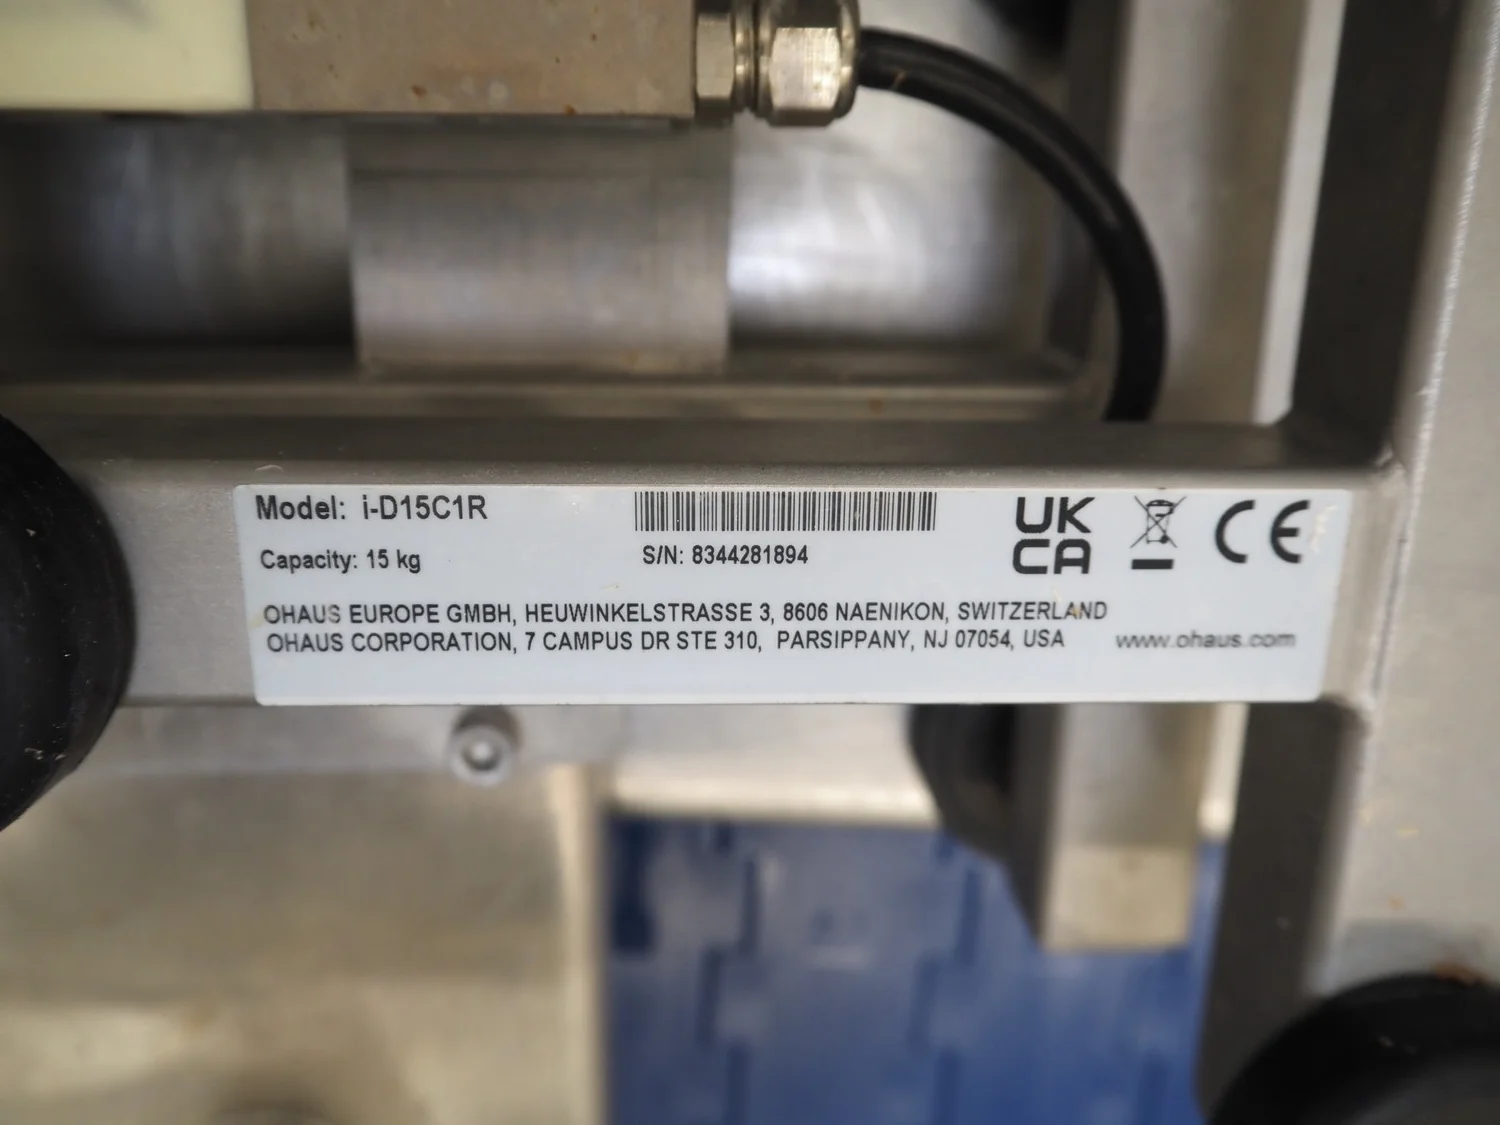 Model: i-D15C1R
Capacity: 15 kg
S/N: 8344281894
UK
CA
CE
OHAUS EUROPE GMBH, HEUWINKELSTRASSE 3, 8606 NAENIKON, SWITZERLAND
OHAUS CORPORATION, 7 CAMPUS DR STE 310, PARSIPPANY, NJ 07054, USA
www.ohaus.com